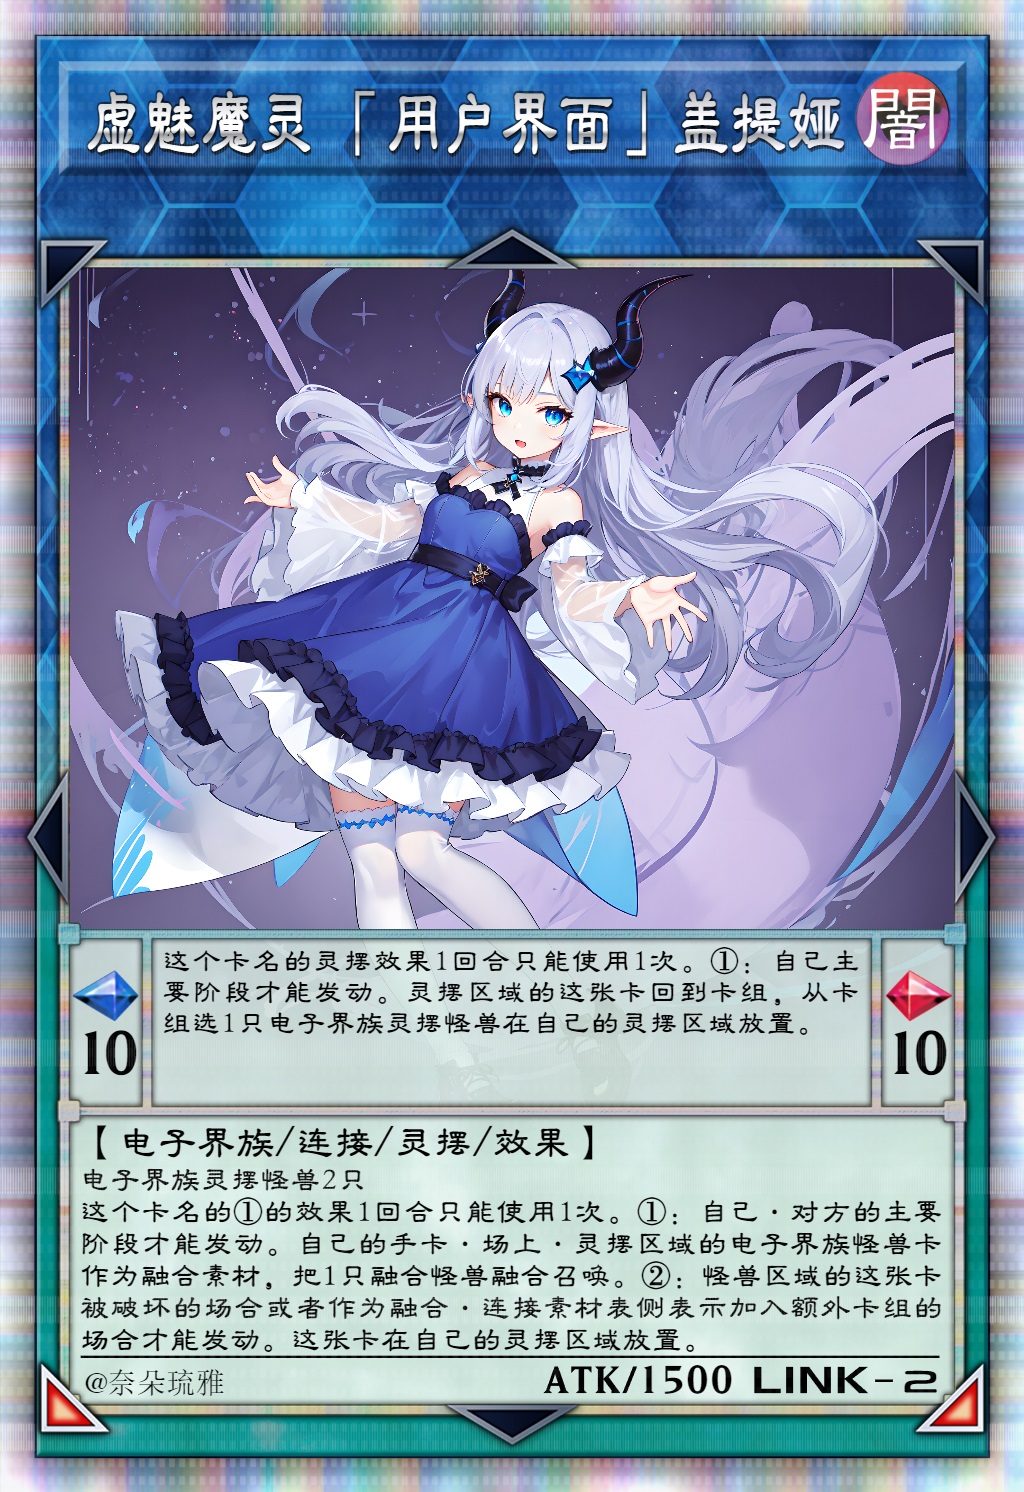 虚魅魔灵「用户界面」盖提娅
闇
这个卡名的灵摆效果1回合只能使用1次。①：自己主
要阶段才能发动。灵摆区域的这张卡回到卡组，从卡
组选1只电子界族灵摆怪兽在自己的灵摆区域放置。
10
10
【电子界族/连接/灵摆/效果】
电子界族灵摆怪兽2只
这个卡名的①的效果1回合只能使用1次。①：自己·对方的主要
阶段才能发动。自己的手卡·场上·灵摆区域的电子界族怪兽卡
作为融合素材，把1只融合怪兽融合召唤。②：怪兽区域的这张卡
被破坏的场合或者作为融合·连接素材表侧表示加入额外卡组的
场合才能发动。这张卡在自己的灵摆区域放置。
@奈朵琉雅
ATK/1500 LINK-2